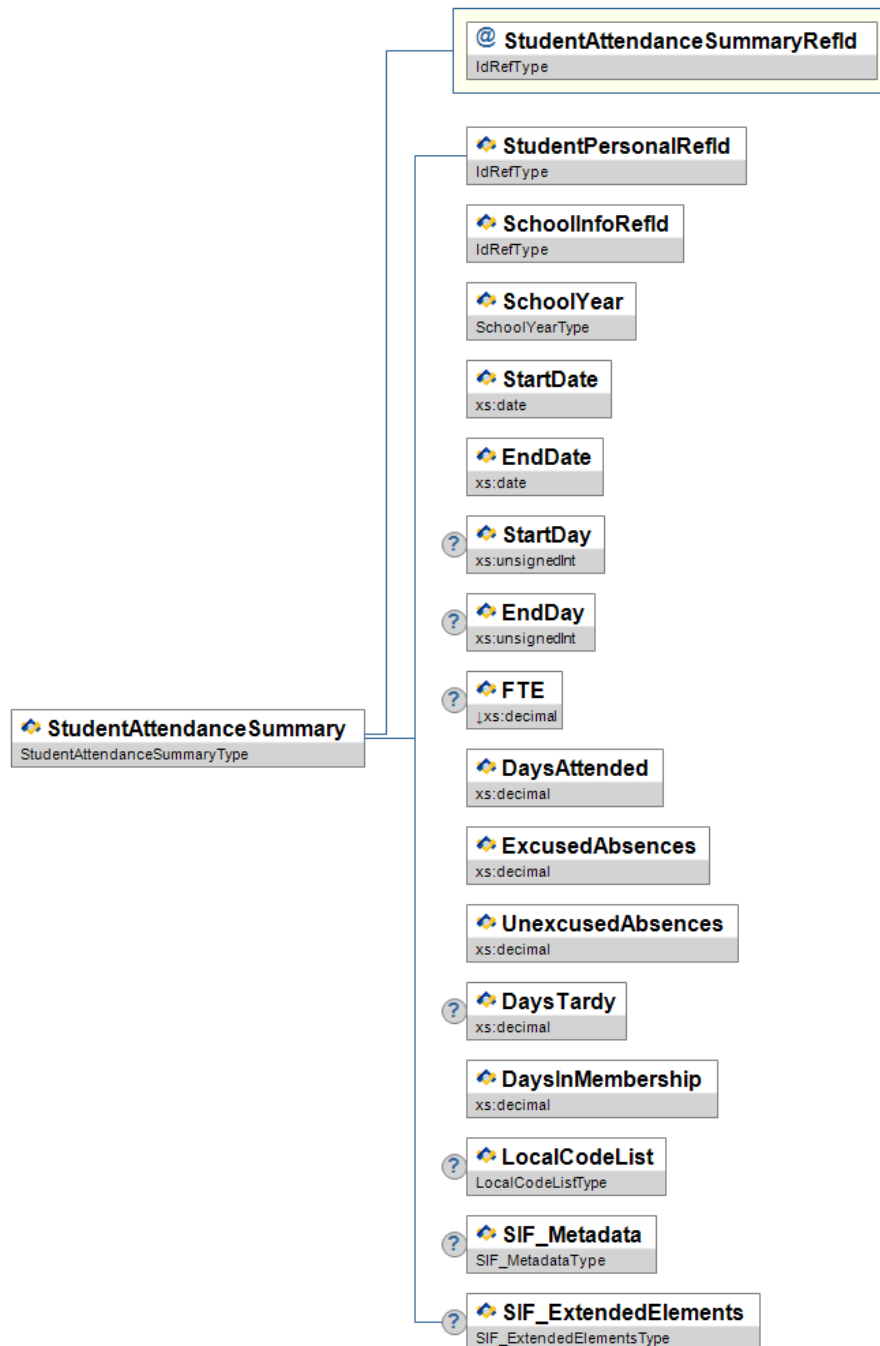 @ StudentAttendanceSummaryRefId
IdRefType
StudentPersonalRefId
IdRefType
SchoolInfoRefId
IdRefType
SchoolYear
SchoolYearType
StartDate
xs:date
EndDate
xs:date
? StartDay
xs:unsignedInt
? EndDay
xs:unsignedInt
? FTE
↓xs:decimal
StudentAttendanceSummary
StudentAttendanceSummaryType
DaysAttended
xs:decimal
ExcusedAbsences
xs:decimal
UnexcusedAbsences
xs:decimal
? DaysTardy
xs:decimal
DaysInMembership
xs:decimal
? LocalCodeList
LocalCodeListType
? SIF_Metadata
SIF_MetadataType
? SIF_ExtendedElements
SIF_ExtendedElementsType